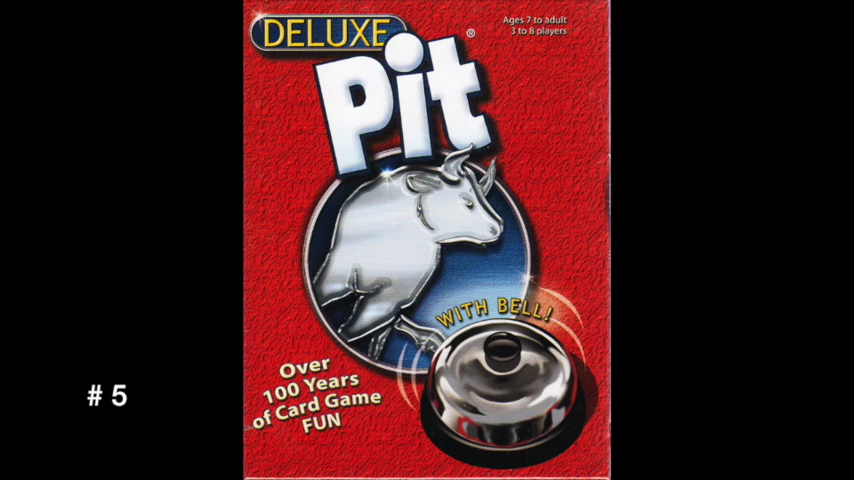 DELUXE
Pit®
Ages 7 to adult
3 to 8 players
WITH BELL!
Over
100 Years
of Card Game
FUN
# 5